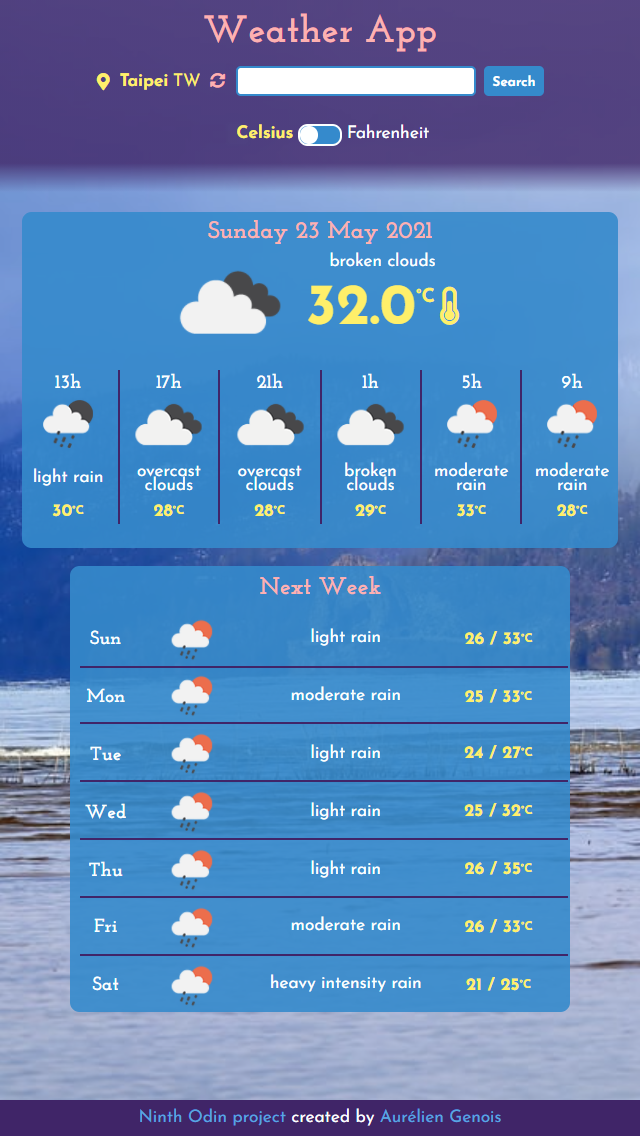 Weather App
Taipei TW
Search
Celsius Fahrenheit
Sunday 23 May 2021
broken clouds
32.0°C
13h 17h 21h 1h 5h 9h
light rain overcast clouds overcast clouds broken clouds moderate rain moderate rain
30°C 28°C 28°C 29°C 33°C 28°C
Next Week
Sun light rain 26 / 33°C
Mon moderate rain 25 / 33°C
Tue light rain 24 / 27°C
Wed light rain 25 / 32°C
Thu light rain 26 / 35°C
Fri moderate rain 26 / 33°C
Sat heavy intensity rain 21 / 25°C
Ninth Odin project created by Aurélien Genois